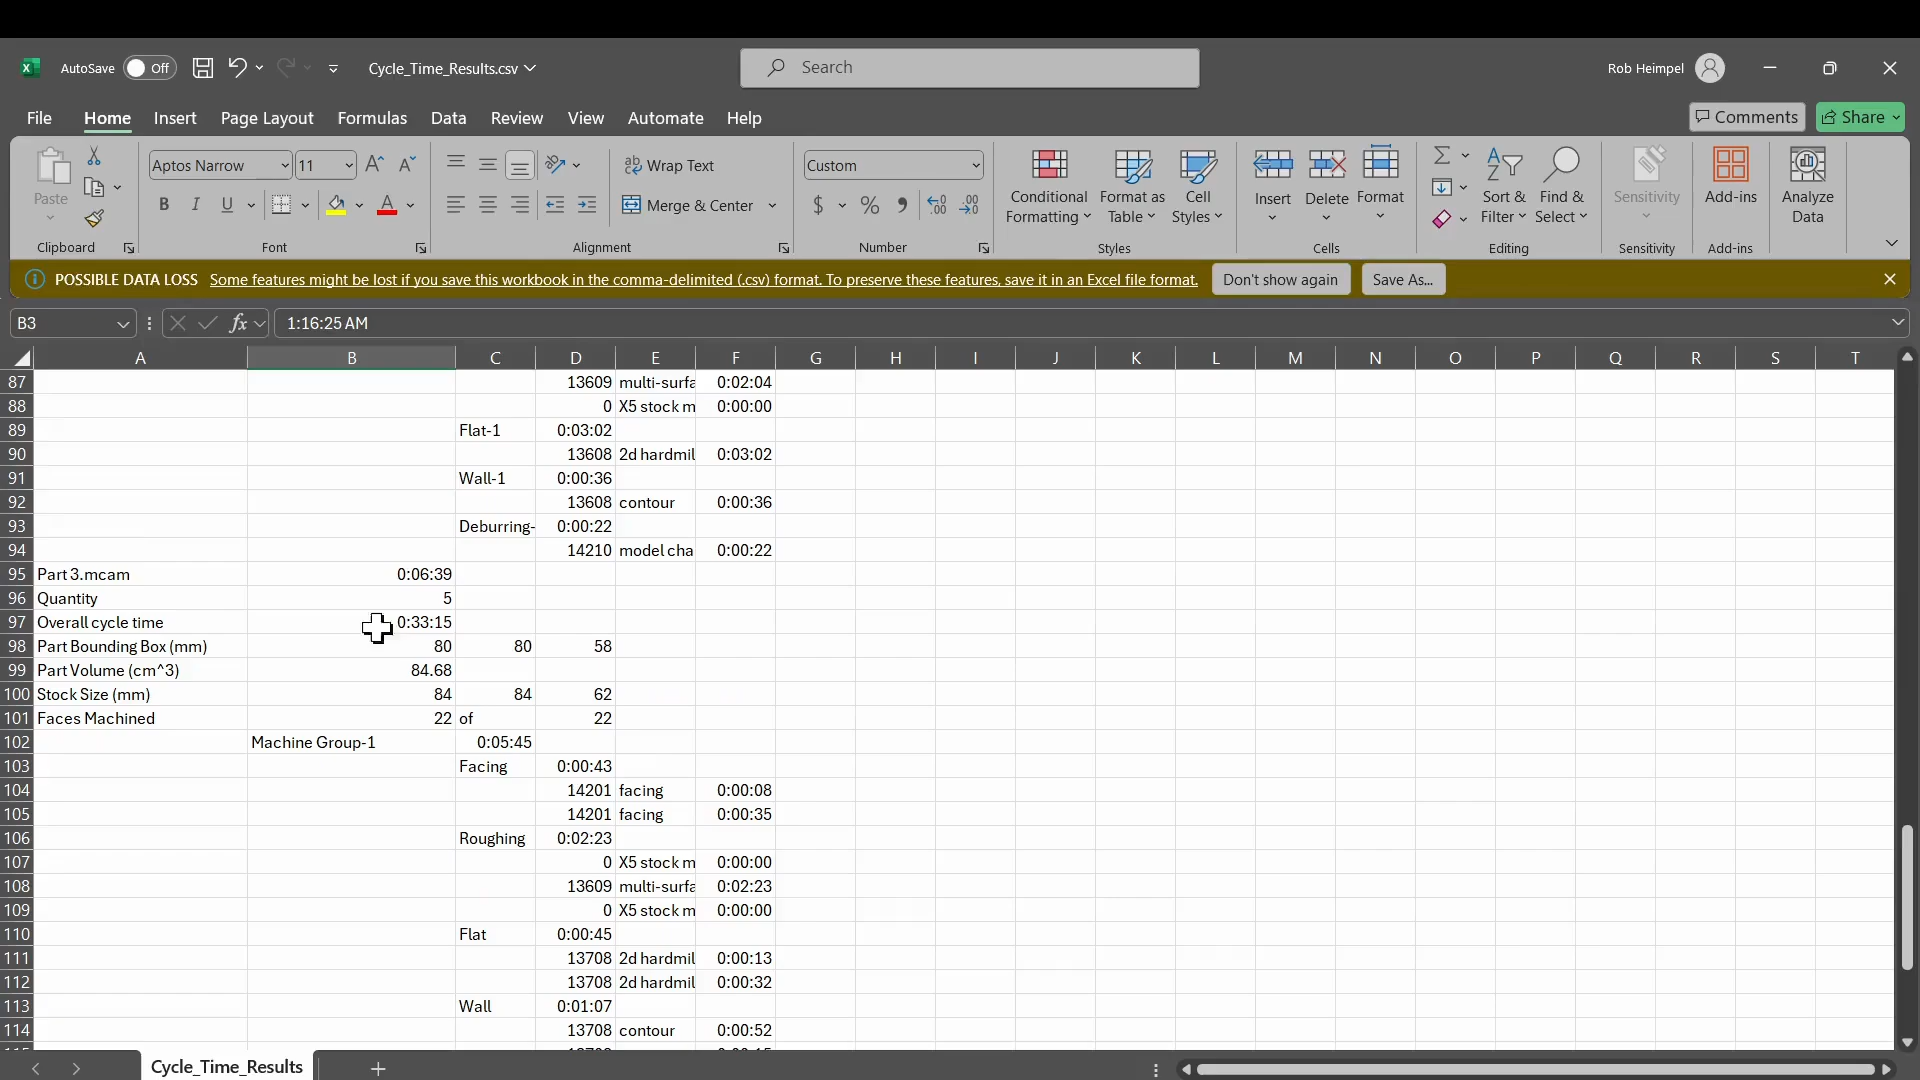 AutoSave Off Cycle_Time_Results.csv Search Rob Heimpel
File Home Insert Page Layout Formulas Data Review View Automate Help Comments Share
Paste Aptos Narrow 11 Wrap Text Custom Conditional Formatting Format as Table Cell Styles Insert Delete Format Sort & Filter Find & Select Sensitivity Add-ins Analyze Data
B I U A Merge & Center $ % 9
Clipboard Font Alignment Number Styles Cells Editing Sensitivity Add-ins
POSSIBLE DATA LOSS Some features might be lost if you save this workbook in the comma-delimited (.csv) format. To preserve these features, save it in an Excel file format. Don't show again Save As...
B3 fx 1:16:25 AM
A B C D E F G H I J K L M N O P Q R S T
87 13609 multi-surfa 0:02:04
88 0 X5 stock m 0:00:00
89 Flat-1 0:03:02
90 13608 2d hardmil 0:03:02
91 Wall-1 0:00:36
92 13608 contour 0:00:36
93 Deburring- 0:00:22
94 14210 model cha 0:00:22
95 Part 3.mcam 0:06:39
96 Quantity 5
97 Overall cycle time 0:33:15
98 Part Bounding Box (mm) 80 80 58
99 Part Volume (cm^3) 84.68
100 Stock Size (mm) 84 84 62
101 Faces Machined 22 of 22
102 Machine Group-1 0:05:45
103 Facing 0:00:43
104 14201 facing 0:00:08
105 14201 facing 0:00:35
106 Roughing 0:02:23
107 0 X5 stock m 0:00:00
108 13609 multi-surfa 0:02:23
109 0 X5 stock m 0:00:00
110 Flat 0:00:45
111 13708 2d hardmil 0:00:13
112 13708 2d hardmil 0:00:32
113 Wall 0:01:07
114 13708 contour 0:00:52
Cycle_Time_Results